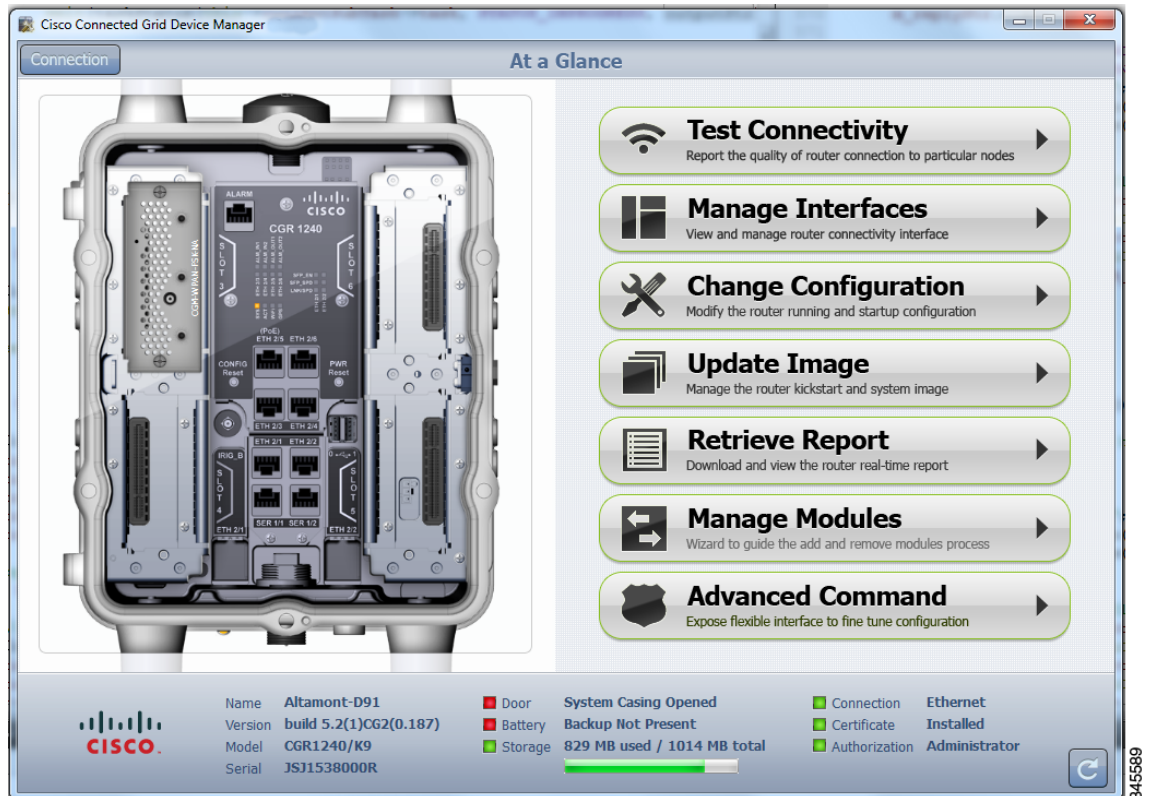 Cisco Connected Grid Device Manager
Connection
At a Glance
ALARM
CISCO
CGR 1240
SLOT 3
SLOT 6
CGM-WPAN-FSK-NA
ALM_IN1
ALM_IN2
ALM_OUT1
ALM_OUT2
(PoE)
ETH 2/5 ETH 2/6
CONFIG Reset
PWR Reset
ETH 2/3 ETH 2/4
ETH 2/1 ETH 2/2
IRIG_B
SLOT 4
SLOT 5
SER 1/1 SER 1/2
ETH 2/1
ETH 2/2
Test Connectivity
Report the quality of router connection to particular nodes
Manage Interfaces
View and manage router connectivity interface
Change Configuration
Modify the router running and startup configuration
Update Image
Manage the router kickstart and system image
Retrieve Report
Download and view the router real-time report
Manage Modules
Wizard to guide the add and remove modules process
Advanced Command
Expose flexible interface to fine tune configuration
CISCO
Name Altamont-D91
Version build 5.2(1)CG2(0.187)
Model CGR1240/K9
Serial JSJ1538000R
Door System Casing Opened
Battery Backup Not Present
Storage 829 MB used / 1014 MB total
Connection Ethernet
Certificate Installed
Authorization Administrator
345589